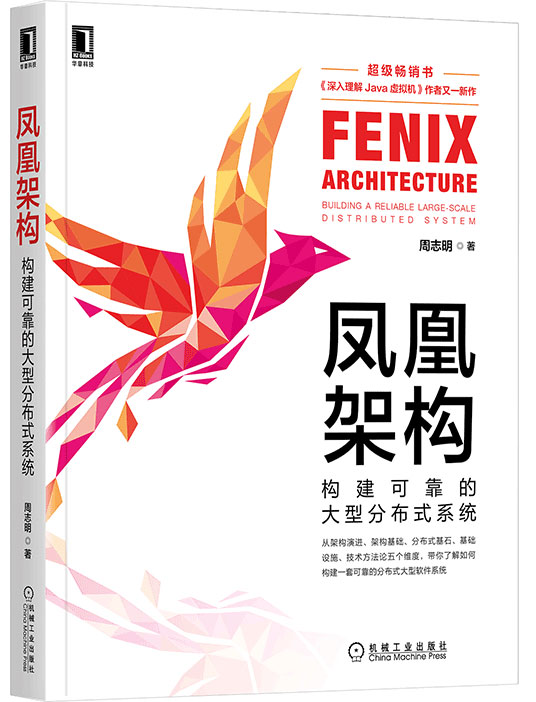 华章科技
凤凰架构
构建可靠的大型分布式系统
周志明 ◎ 著
机械工业出版社
China Machine Press
超级畅销书
《深入理解 Java 虚拟机》作者又一新作
FENIX
ARCHITECTURE
BUILDING A RELIABLE LARGE-SCALE
DISTRIBUTED SYSTEM
周志明 ◎ 著
凤凰
架构
构建可靠的
大型分布式系统
从架构演进、架构基础、分布式基石、基础
设施、技术方法论五个维度，带你了解如何
构建一套可靠的分布式大型软件系统
机械工业出版社
China Machine Press